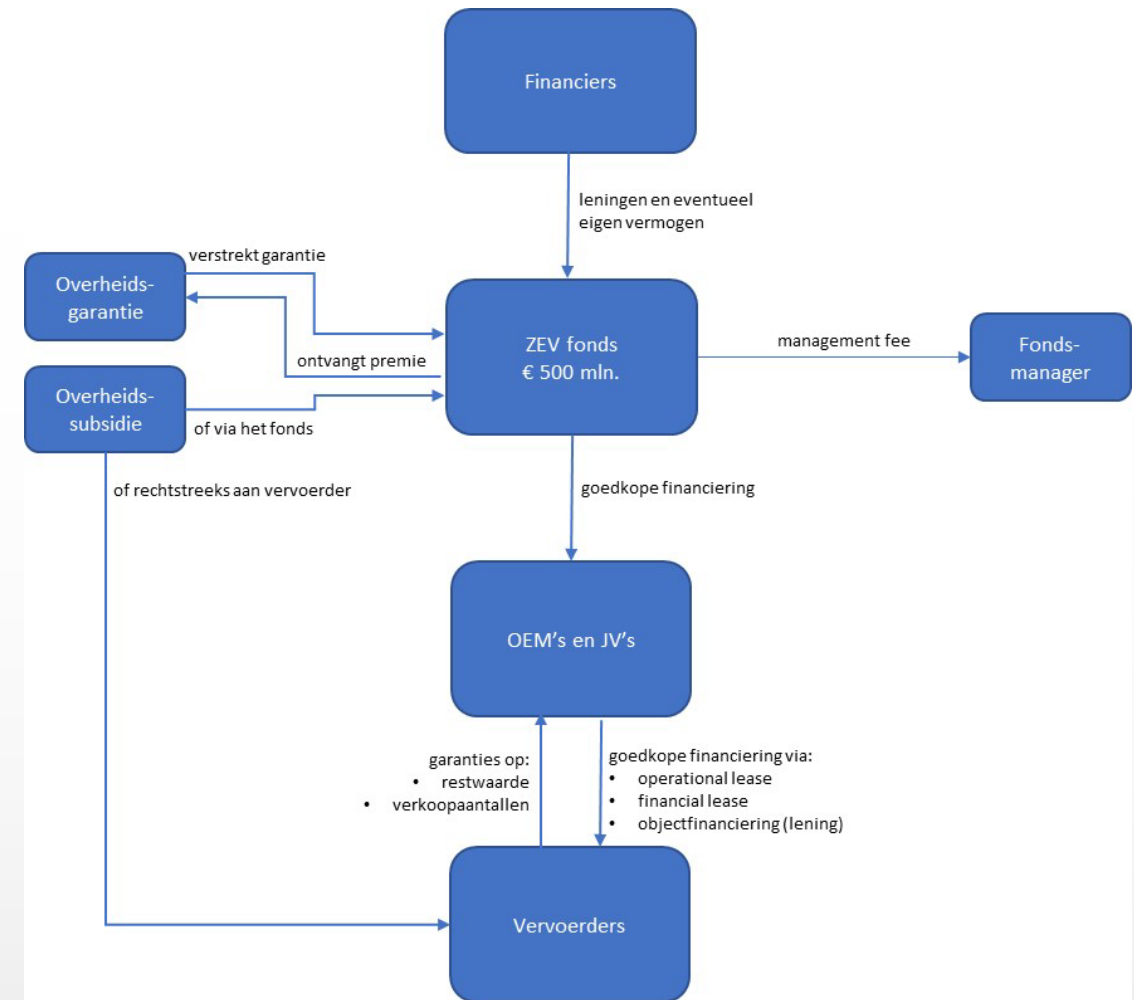 Financiers
leningen en eventueel
eigen vermogen
verstrekt garantie
Overheids-
garantie
ontvangt premie
ZEV fonds
€ 500 mln.
management fee
Fonds-
manager
Overheids-
subsidie
of via het fonds
of rechtstreeks aan vervoerder
goedkope financiering
OEM's en JV's
garanties op:
• restwaarde
• verkoopaantallen
goedkope financiering via:
• operational lease
• financial lease
• objectfinanciering (lening)
Vervoerders